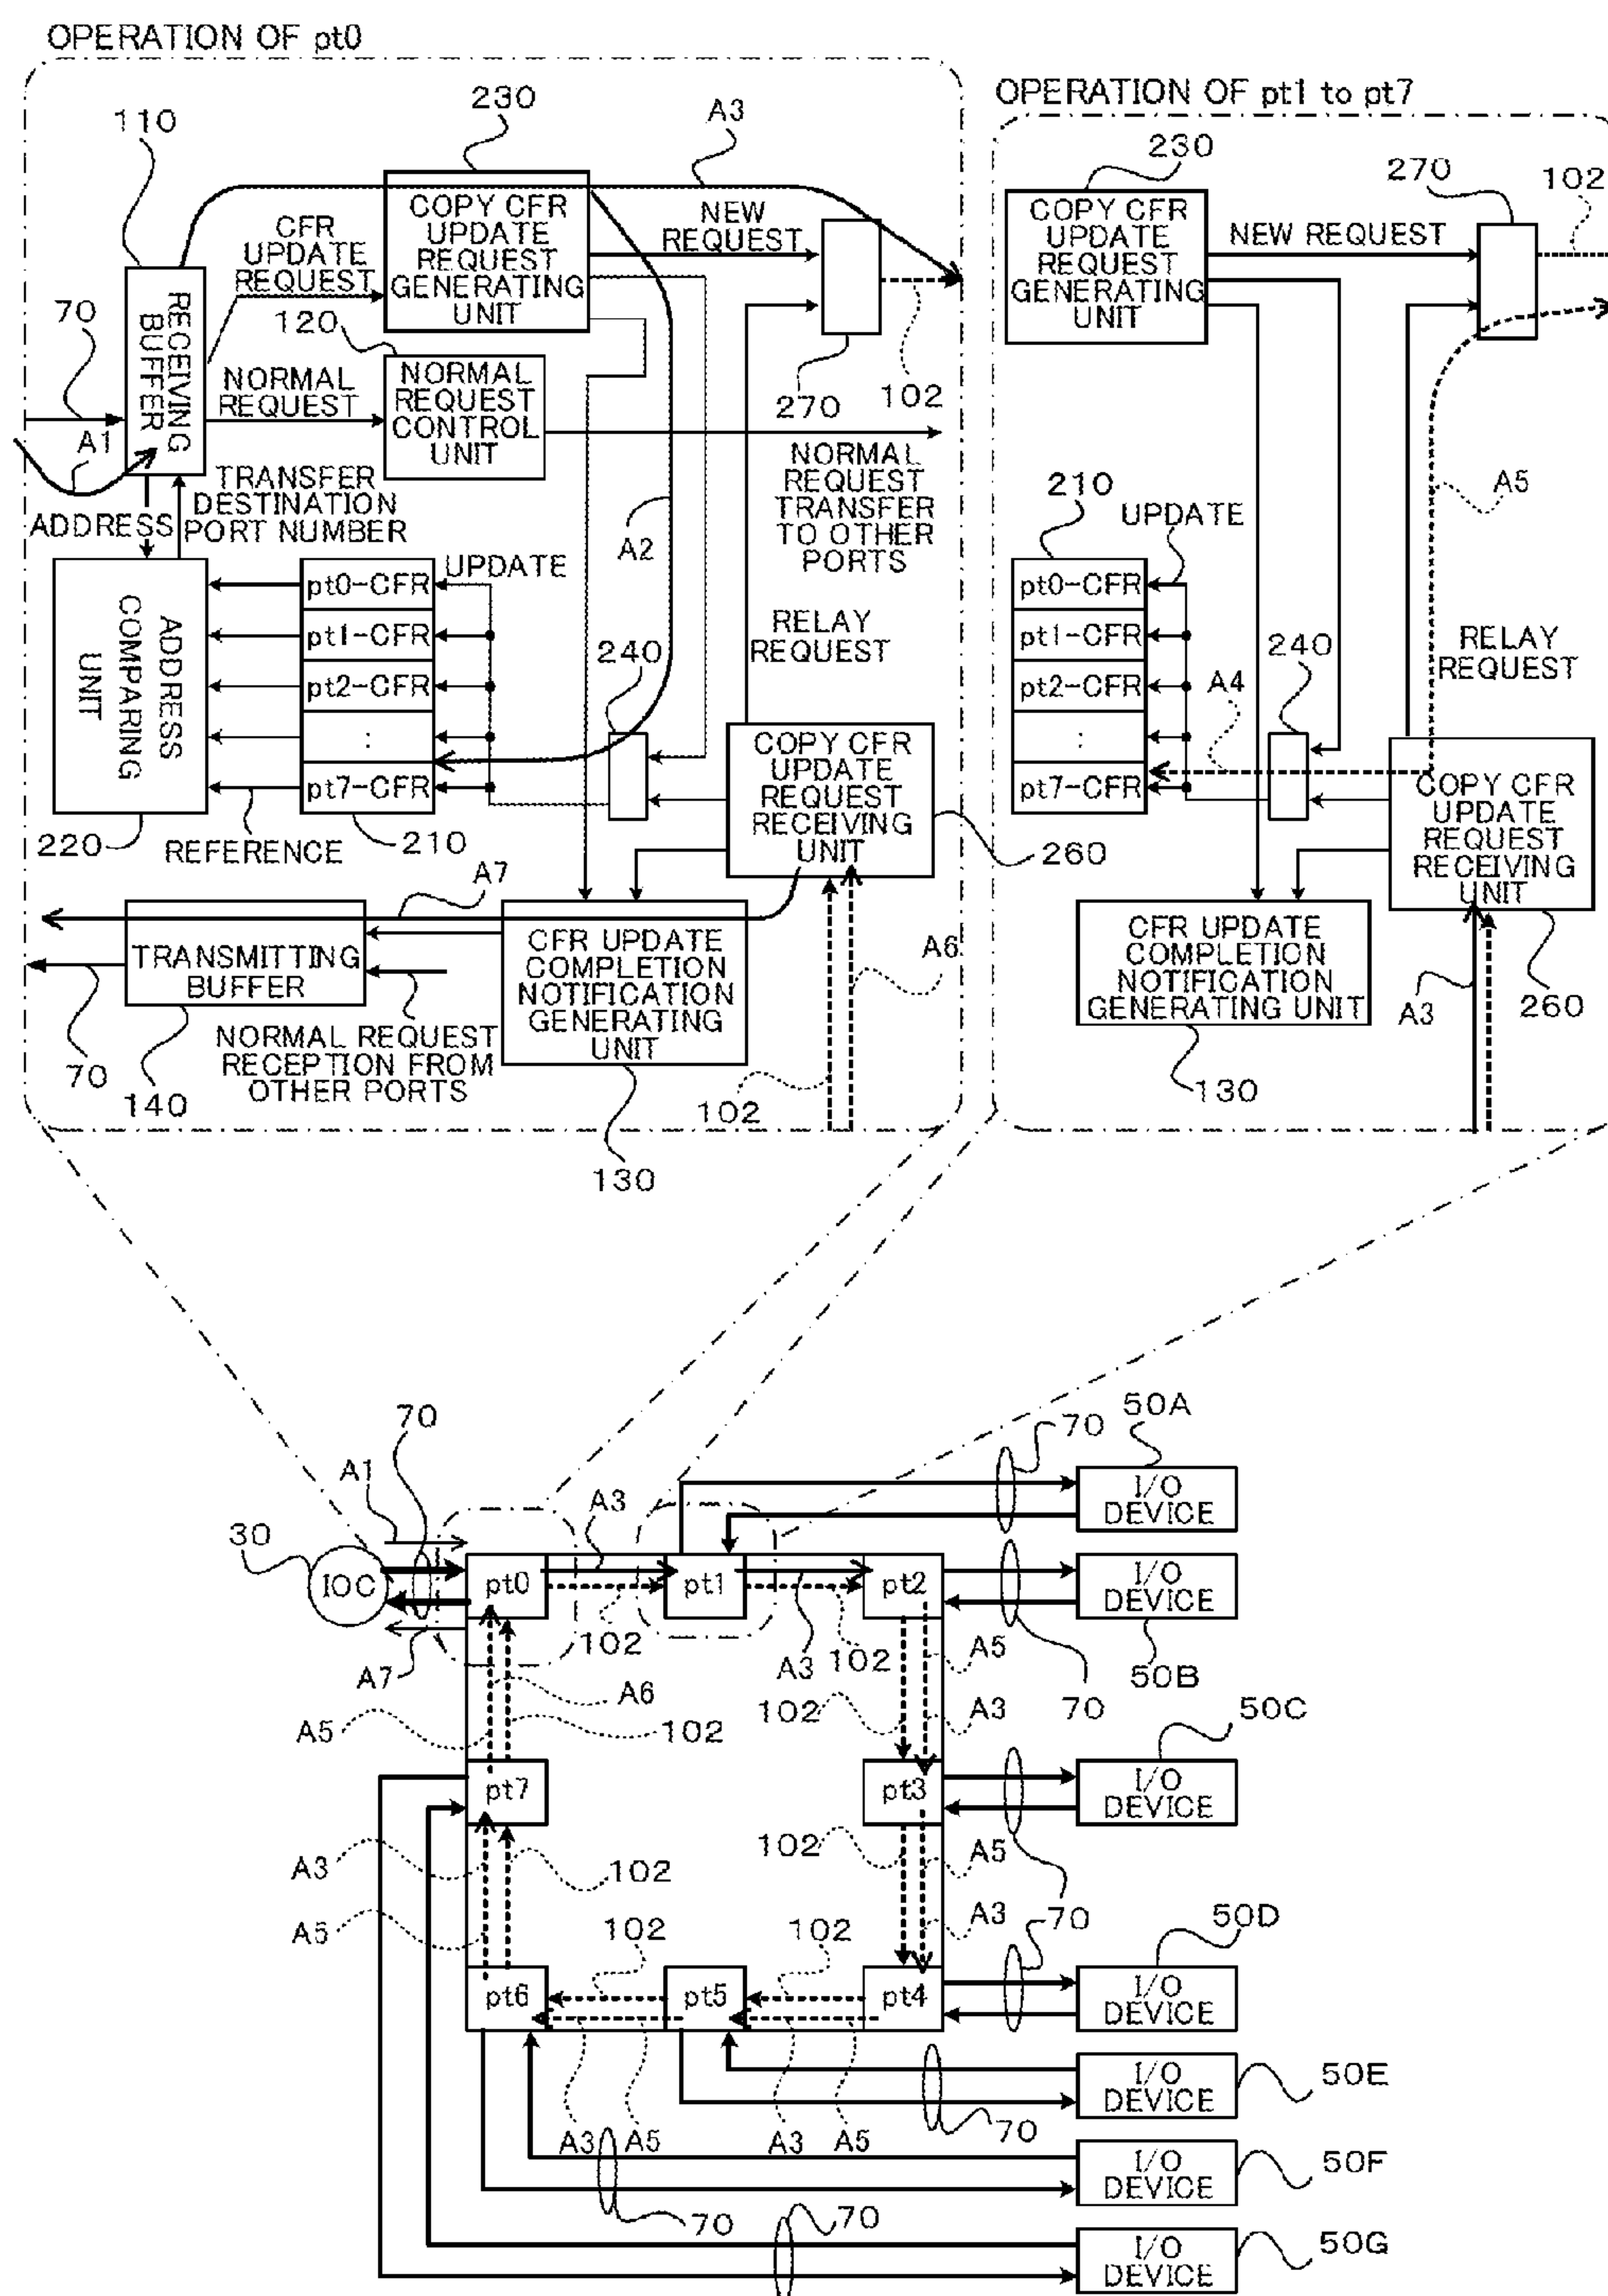 OPERATION OF pt0
110
230
A3
CFR
UPDATE
REQUEST
COPY CFR
UPDATE
REQUEST
GENERATING
UNIT
NEW
REQUEST
70
RECEIVING
BUFFER
120
NORMAL
REQUEST
NORMAL
REQUEST
CONTROL
UNIT
270
102
A1
TRANSFER
DESTINATION
PORT NUMBER
ADDRESS
NORMAL
REQUEST
TRANSFER
TO OTHER
PORTS
A2
UPDATE
ADDRESS
COMPARING
UNIT
pt0-CFR
pt1-CFR
pt2-CFR
:
pt7-CFR
240
RELAY
REQUEST
COPY CFR
UPDATE
REQUEST
RECEIVING
UNIT
220
REFERENCE
210
260
A7
TRANSMITTING
BUFFER
CFR UPDATE
COMPLETION
NOTIFICATION
GENERATING
UNIT
A6
70
140
NORMAL REQUEST
RECEPTION FROM
OTHER PORTS
102
130
OPERATION OF pt1 to pt7
230
270
102
COPY CFR
UPDATE
REQUEST
GENERATING
UNIT
NEW REQUEST
A5
210
UPDATE
pt0-CFR
pt1-CFR
pt2-CFR
:
pt7-CFR
A4
240
RELAY
REQUEST
COPY CFR
UPDATE
REQUEST
RECEIVING
UNIT
CFR UPDATE
COMPLETION
NOTIFICATION
GENERATING UNIT
A3
260
130
70
A1
30
IOC
A7
pt0
A3
102
pt1
A3
102
pt2
70
50A
I/O
DEVICE
I/O
DEVICE
50B
70
A5
A6
102
A5
102
A3
50C
pt7
pt3
I/O
DEVICE
A3
102
A5
102
A5
A3
70
70
50D
pt6
102
pt5
102
pt4
I/O
DEVICE
A3
A5
A3
A5
70
I/O
DEVICE
50E
I/O
DEVICE
50F
70
70
I/O
DEVICE
50G